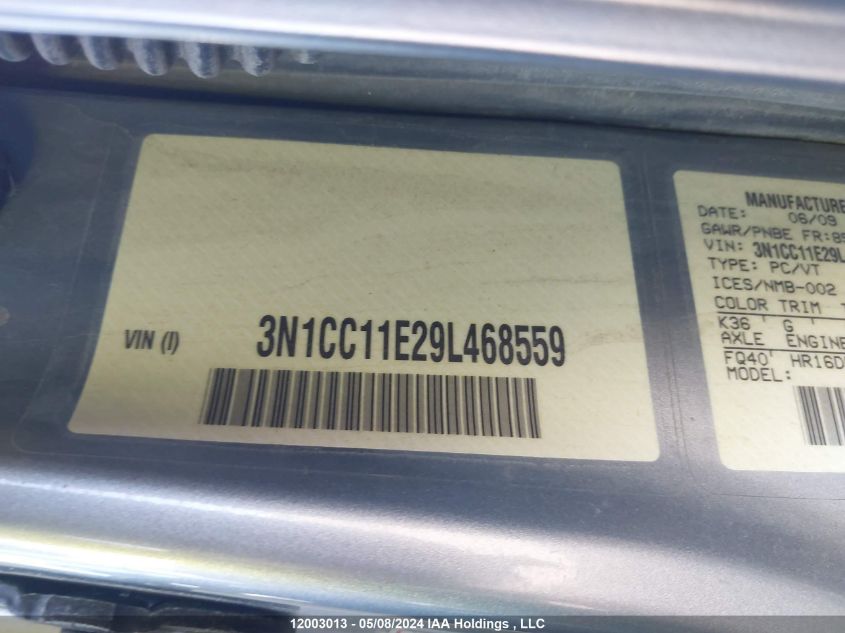 VIN (I) 3N1CC11E29L468559
MANUFACTURE
DATE: 06/09
GAWR/PNBE FR:89
VIN: 3N1CC11E29L
TYPE: PC/VT
ICES/NMB-002
COLOR TRIM
K36 ' G '
AXLE ENGINE
FQ40' HR16D
MODEL:
12003013 - 05/08/2024 IAA Holdings , LLC